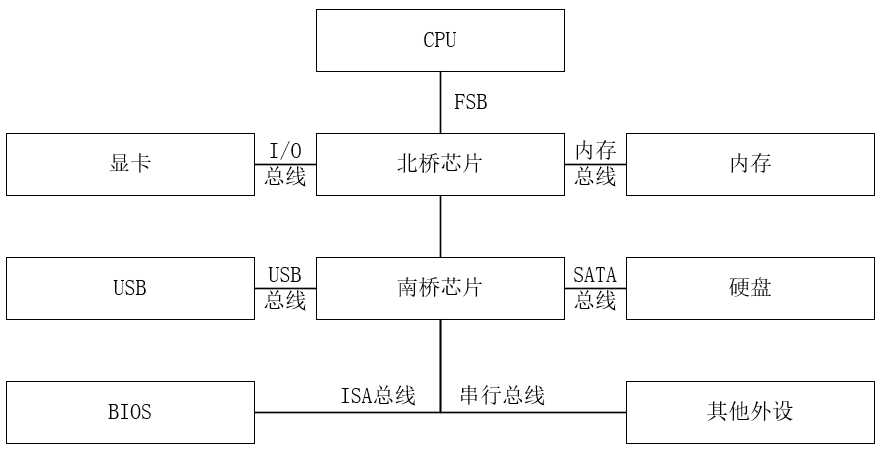 CPU
FSB
显卡
I/O
总线
北桥芯片
内存
总线
内存
USB
USB
总线
南桥芯片
SATA
总线
硬盘
BIOS
ISA总线
串行总线
其他外设